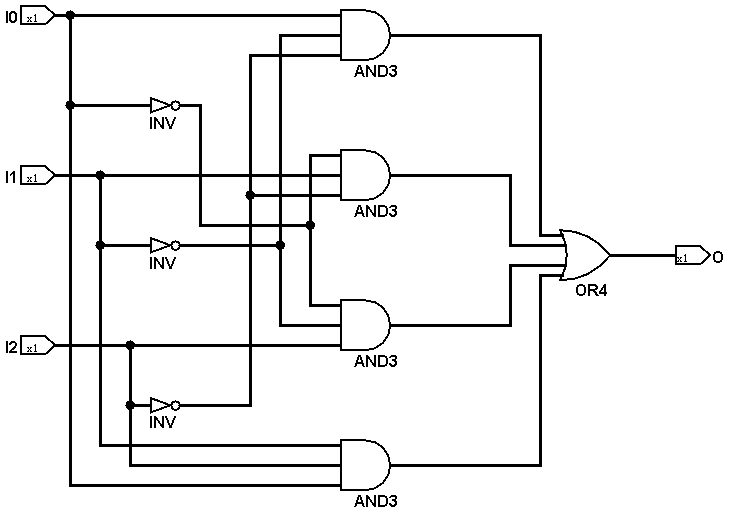 I0 x1
AND3
INV
I1 x1
AND3
INV
x1 O
OR4
I2 x1
AND3
INV
AND3